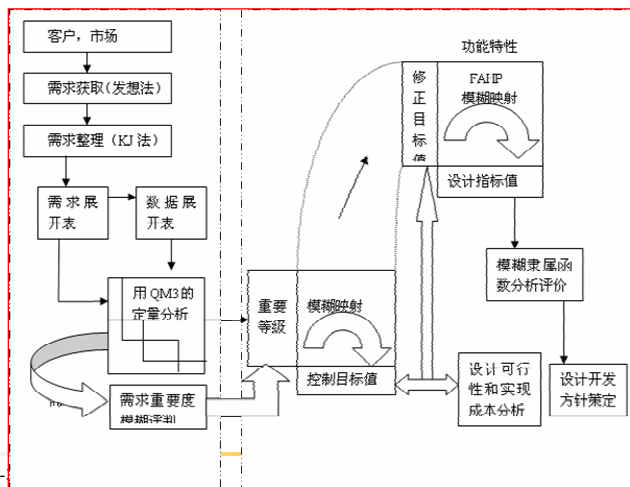 客户，市场
需求获取(发想法)
需求整理（KJ法）
需求展
开表
数据展
开表
用QM3的
定量分析
需求重要度
模糊评判
重要
等级
模糊映射
控制目标值
功能特性
修
正
目
标
值
FAHP
模糊映射
设计指标值
模糊隶属函
数分析评价
设计可行
性和实现
成本分析
设计开发
方针策定